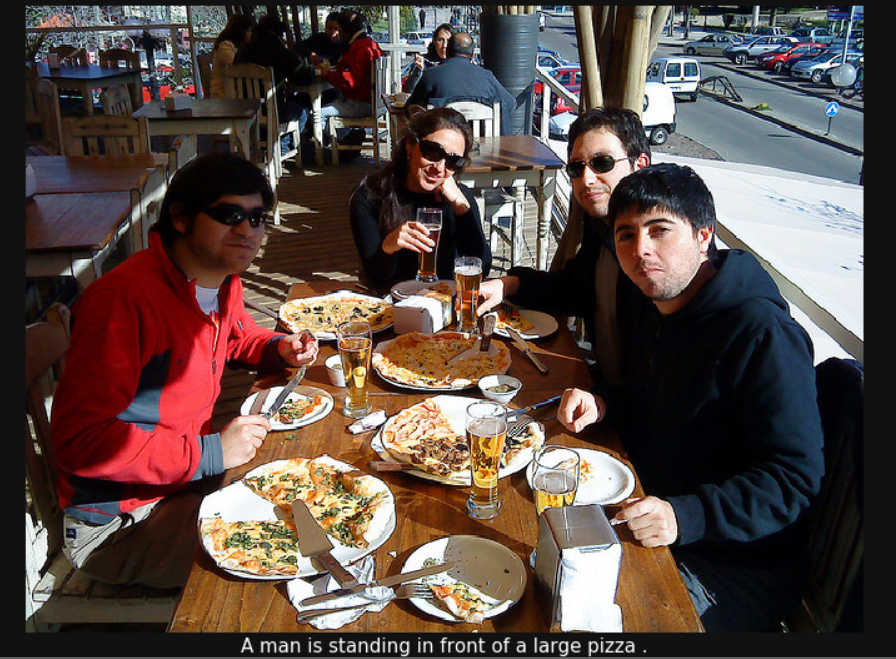 A man is standing in front of a large pizza .